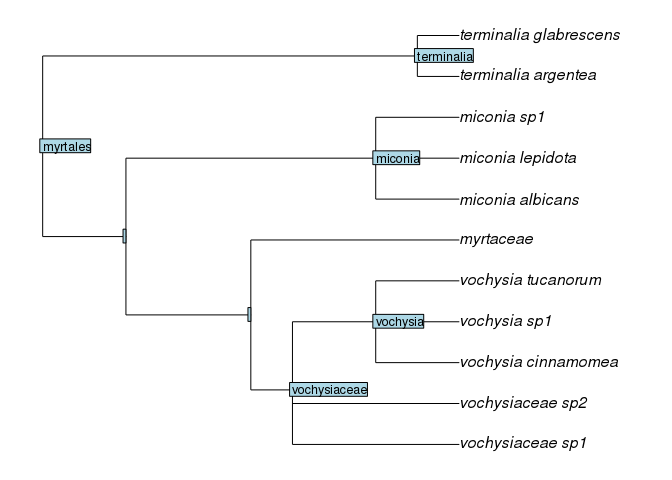 terminalia glabrescens
terminalia
terminalia argentea
miconia sp1
myrtales
miconia
miconia lepidota
miconia albicans
myrtaceae
vochysia tucanorum
vochysia
vochysia sp1
vochysia cinnamomea
vochysiaceae
vochysiaceae sp2
vochysiaceae sp1